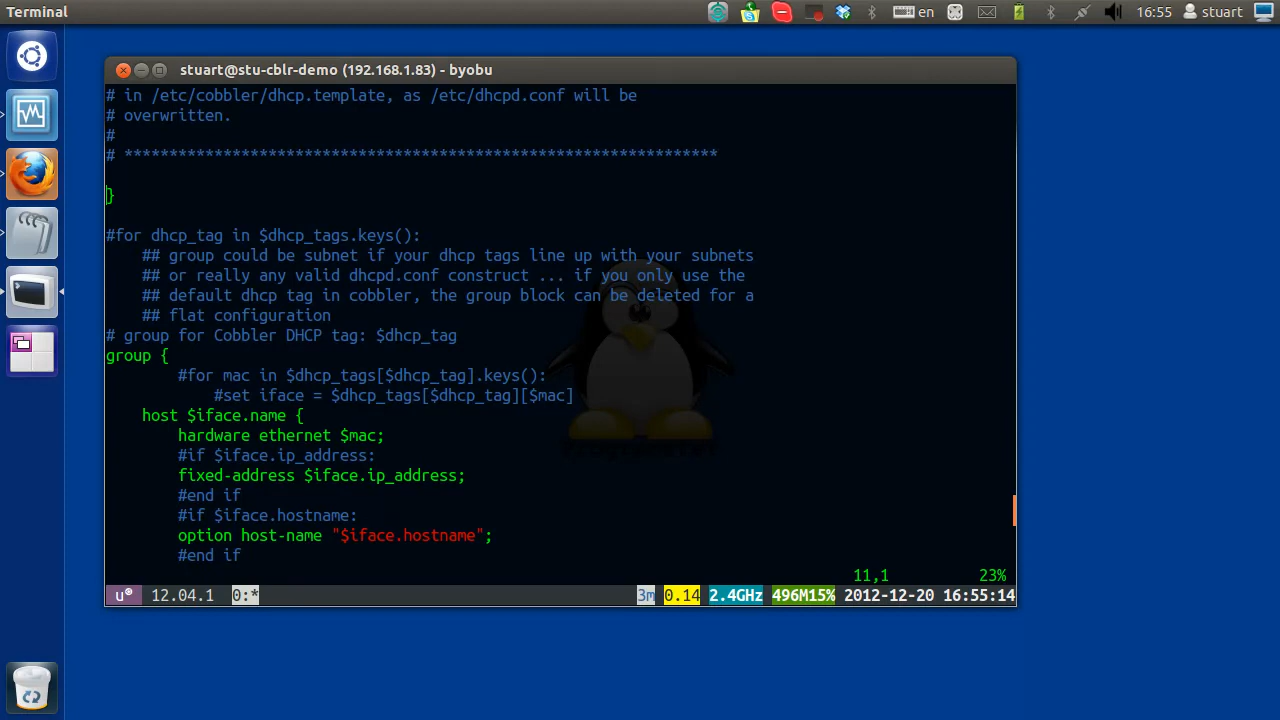 Terminal
en
16:55
stuart
stuart@stu-cblr-demo (192.168.1.83) - byobu
# in /etc/cobbler/dhcp.template, as /etc/dhcpd.conf will be
# overwritten.
#
# ******************************************************************
}
#for dhcp_tag in $dhcp_tags.keys():
## group could be subnet if your dhcp tags line up with your subnets
## or really any valid dhcpd.conf construct ... if you only use the
## default dhcp tag in cobbler, the group block can be deleted for a
## flat configuration
# group for Cobbler DHCP tag: $dhcp_tag
group {
#for mac in $dhcp_tags[$dhcp_tag].keys():
#set iface = $dhcp_tags[$dhcp_tag][$mac]
host $iface.name {
hardware ethernet $mac;
#if $iface.ip_address:
fixed-address $iface.ip_address;
#end if
#if $iface.hostname:
option host-name "$iface.hostname";
#end if
11,1 23%
u® 12.04.1 0:* 3m 0.14 2.4GHz 496M15% 2012-12-20 16:55:14